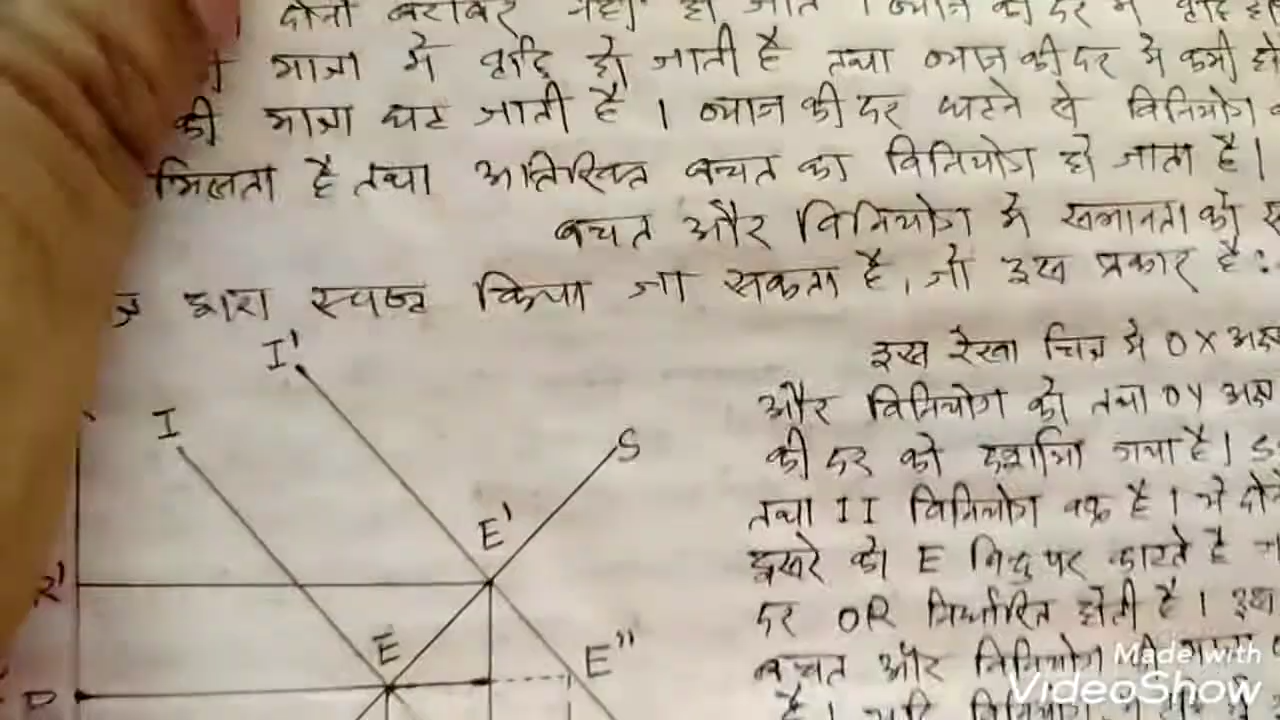 दोनों बराबर नहीं हो जाते । ब्याज की दर में वृद्धि
मात्रा में वृद्धि हो जाती है तथा ब्याज की दर में कमी
की मात्रा घट जाती है । ब्याज की दर घटने से विनियोग
मिलता है तथा अतिरिक्त बचत का विनियोग हो जाता है ।
बचत और विनियोग में समानता को
द्वारा स्पष्ट किया जा सकता है, जो इस प्रकार है :-
I'
I
S
E'
R'
E
E''
इस रेखा चित्र में OX अक्ष
और विनियोग को तथा OY अक्ष
की दर को दर्शाया गया है । S
तथा II विनियोग वक्र है । ये
दूसरे को E बिन्दु पर काटते है
दर OR निर्धारित होती है । इस
बचत और विनियोग की
है । यदि विनियोग
Made with
VideoShow